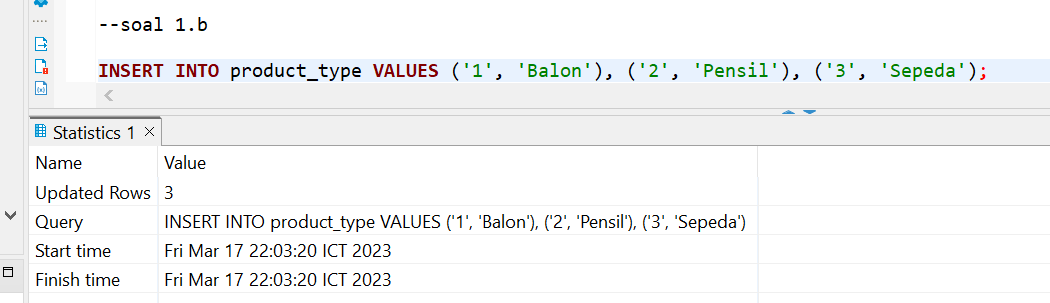 --soal 1.b
INSERT INTO product_type VALUES ('1', 'Balon'), ('2', 'Pensil'), ('3', 'Sepeda');
Statistics 1
Name Value
Updated Rows 3
Query INSERT INTO product_type VALUES ('1', 'Balon'), ('2', 'Pensil'), ('3', 'Sepeda')
Start time Fri Mar 17 22:03:20 ICT 2023
Finish time Fri Mar 17 22:03:20 ICT 2023